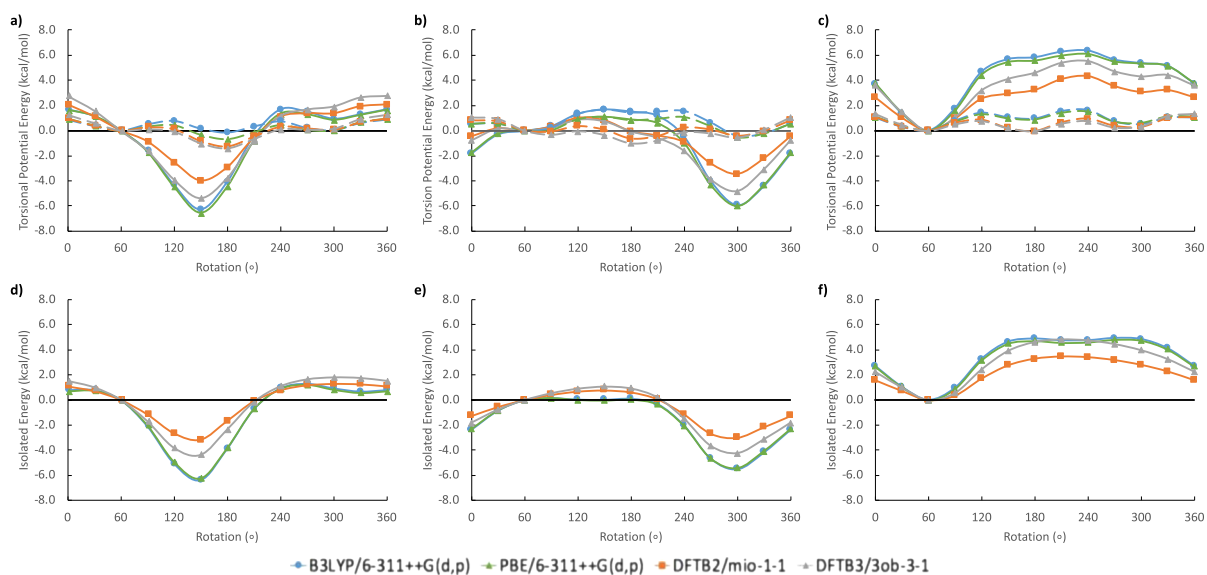 a)
b)
c)
Torsional Potential Energy (kcal/mol)
8.0
6.0
4.0
2.0
0.0
-2.0
-4.0
-6.0
-8.0
0 60 120 180 240 300 360
Rotation (○)
Torsion Potential Energy (kcal/mol)
8.0
6.0
4.0
2.0
0.0
-2.0
-4.0
-6.0
-8.0
0 60 120 180 240 300 360
Rotation (○)
Torsional Potential Energy (kcal/mol)
8.0
6.0
4.0
2.0
0.0
-2.0
-4.0
-6.0
-8.0
0 60 120 180 240 300 360
Rotation (○)
d)
e)
f)
Isolated Energy (kcal/mol)
8.0
6.0
4.0
2.0
0.0
-2.0
-4.0
-6.0
-8.0
0 60 120 180 240 300 360
Rotation (○)
Isolated Energy (kcal/mol)
8.0
6.0
4.0
2.0
0.0
-2.0
-4.0
-6.0
-8.0
0 60 120 180 240 300 360
Rotation (○)
Isolated Energy (kcal/mol)
8.0
6.0
4.0
2.0
0.0
-2.0
-4.0
-6.0
-8.0
0 60 120 180 240 300 360
Rotation (○)
B3LYP/6-311++G(d,p) PBE/6-311++G(d,p) DFTB2/mio-1-1 DFTB3/3ob-3-1